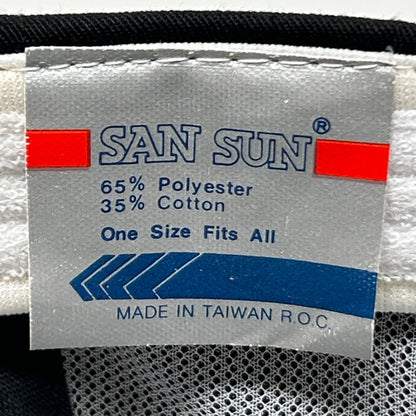 SAN SUN®
65% Polyester
35% Cotton
One Size Fits All
MADE IN TAIWAN R.O.C.